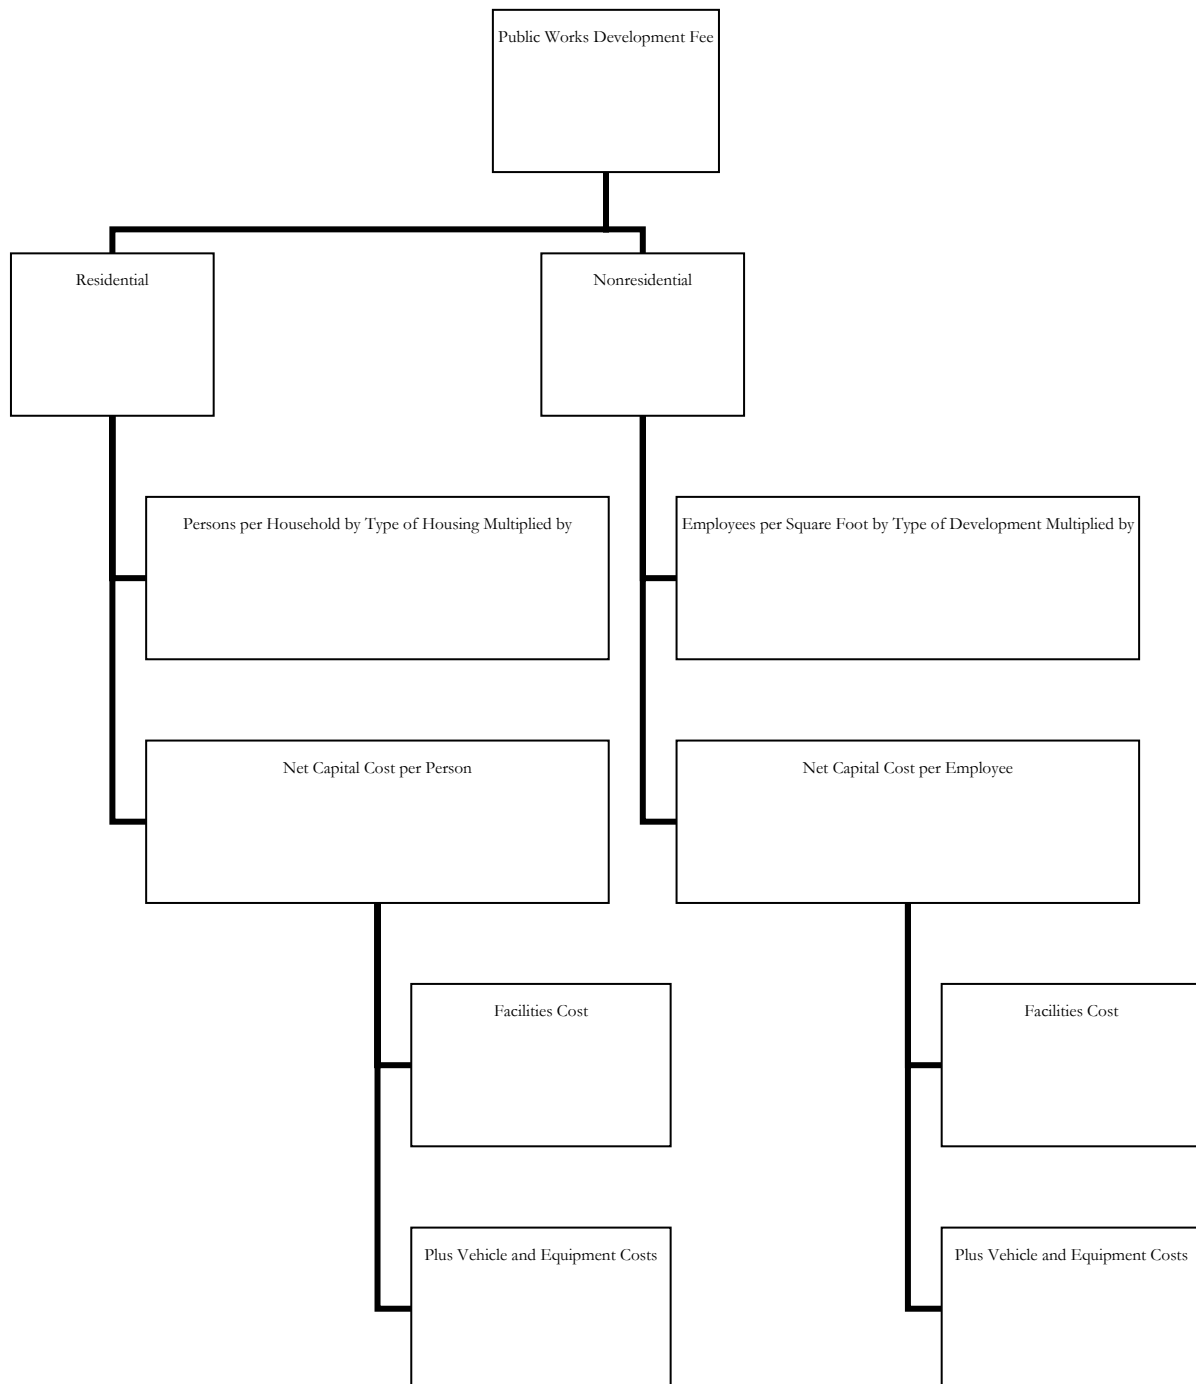 Public Works Development Fee
Residential
Nonresidential
Persons per Household by Type of Housing Multiplied by
Employees per Square Foot by Type of Development Multiplied by
Net Capital Cost per Person
Net Capital Cost per Employee
Facilities Cost
Facilities Cost
Plus Vehicle and Equipment Costs
Plus Vehicle and Equipment Costs